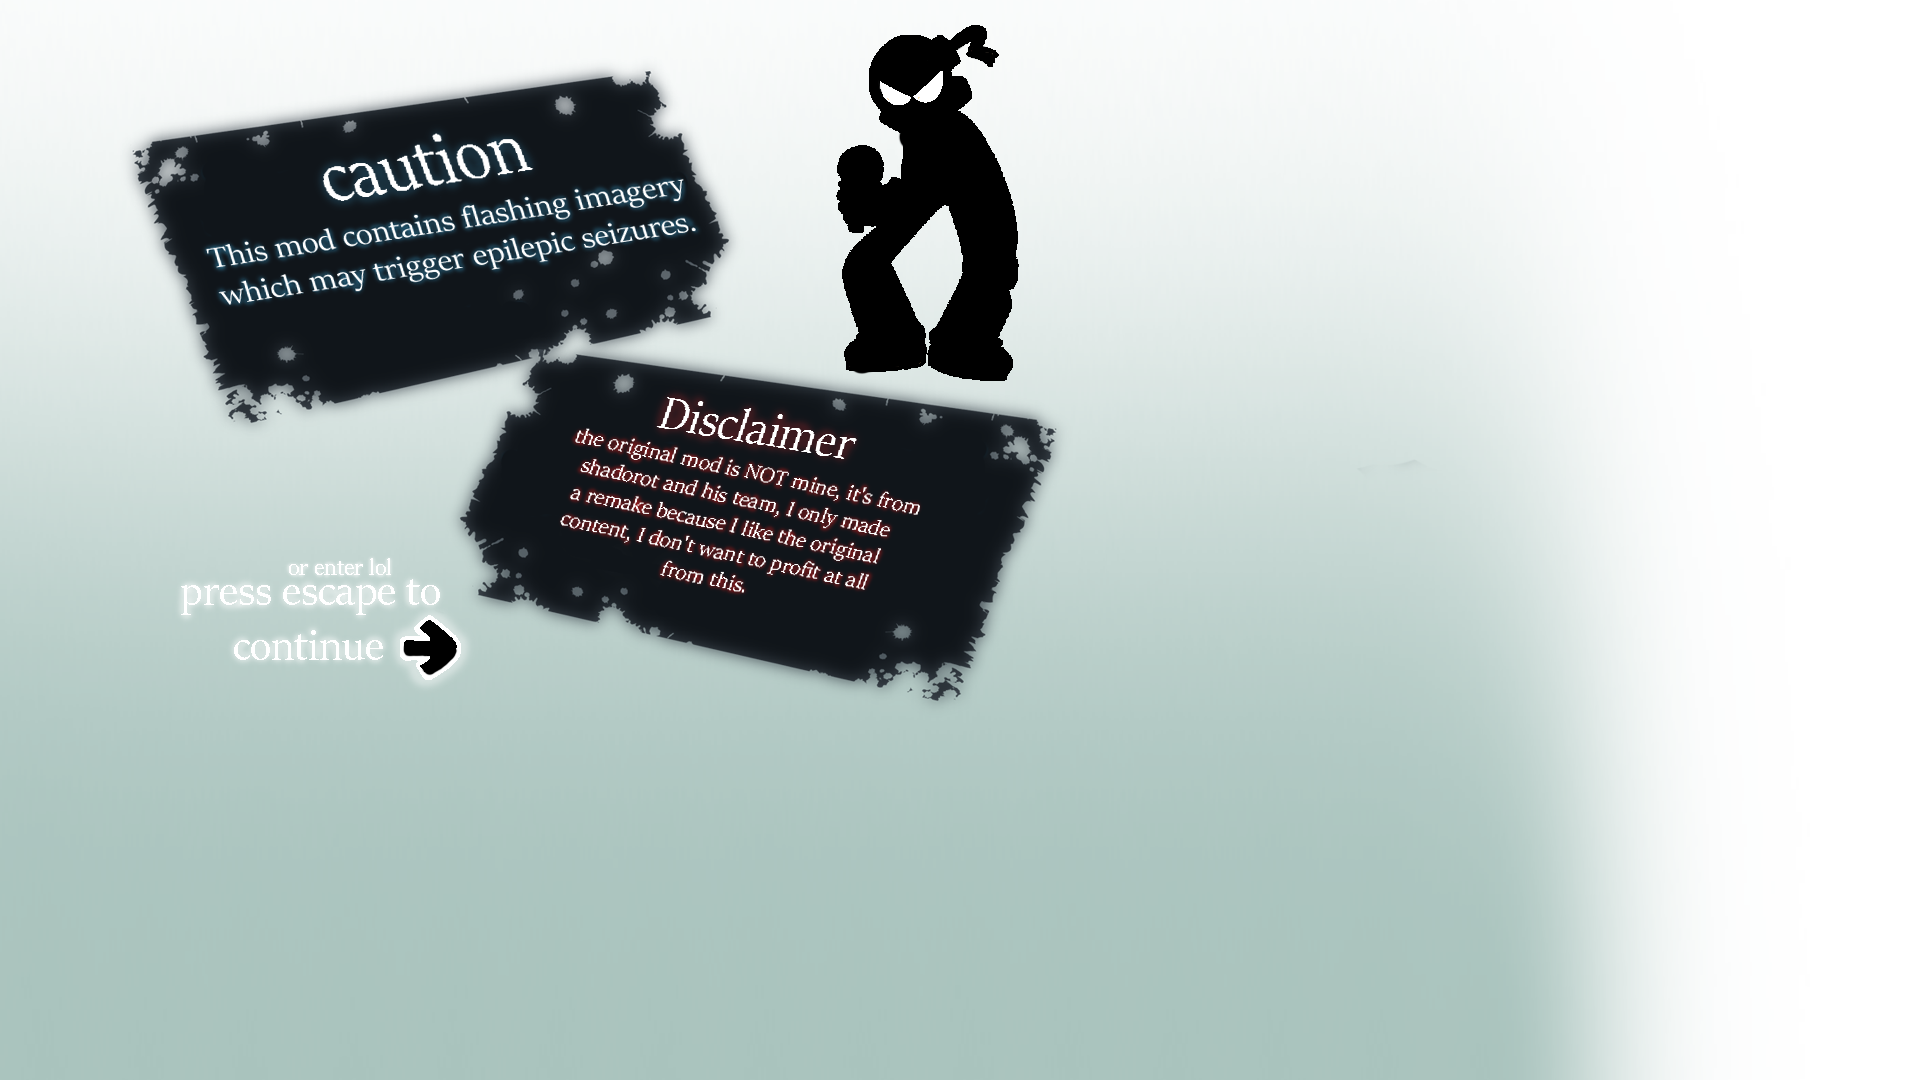 caution
This mod contains flashing imagery
which may trigger epilepic seizures.
Disclaimer
the original mod is NOT mine, it's from
shadorot and his team, I only made
a remake because I like the original
content, I don't want to profit at all
from this.
or enter lol
press escape to
continue